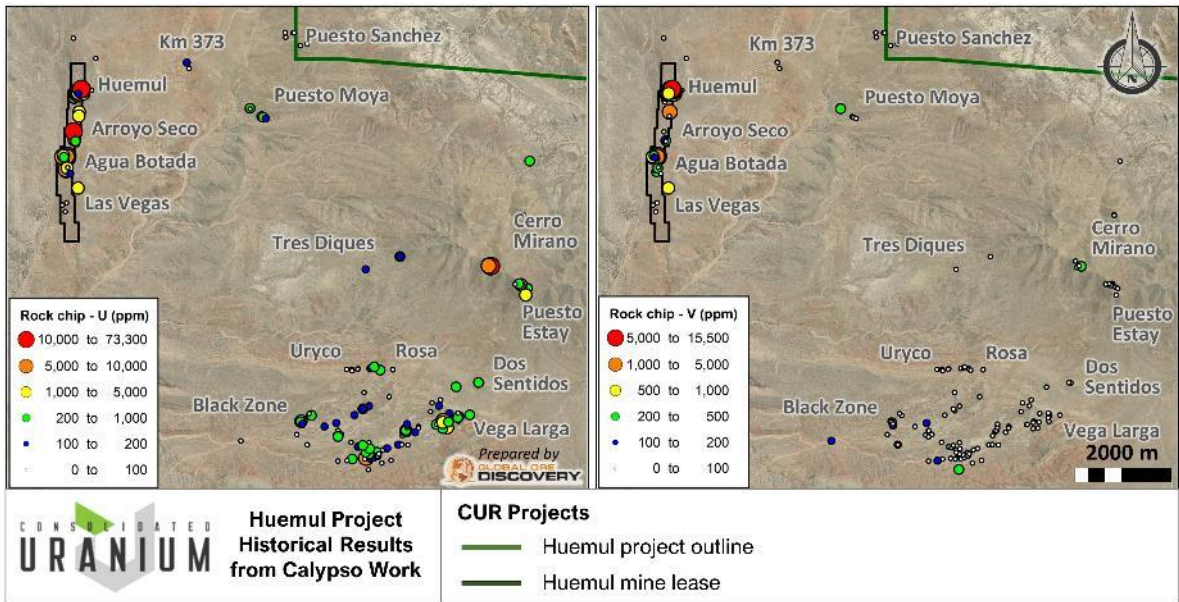 Km 373
Puesto Sanchez
Huemul
Puesto Moya
Arroyo Seco
Agua Botada
Las Vegas
Tres Diques
Cerro
Mirano
Puesto
Estay
Uryco
Rosa
Dos
Sentidos
Black Zone
Vega Larga
Rock chip - U (ppm)
10,000 to 73,300
5,000 to 10,000
1,000 to 5,000
200 to 1,000
100 to 200
0 to 100
Prepared by
GLOBAL ORE
DISCOVERY
Km 373
Puesto Sanchez
Huemul
Puesto Moya
Arroyo Seco
Agua Botada
Las Vegas
Tres Diques
Cerro
Mirano
Puesto
Estay
Uryco
Rosa
Dos
Sentidos
Black Zone
Vega Larga
Rock chip - V (ppm)
5,000 to 15,500
1,000 to 5,000
500 to 1,000
200 to 500
100 to 200
0 to 100
N
2000 m
CONSOLIDATED
URANIUM
Huemul Project
Historical Results
from Calypso Work
CUR Projects
Huemul project outline
Huemul mine lease